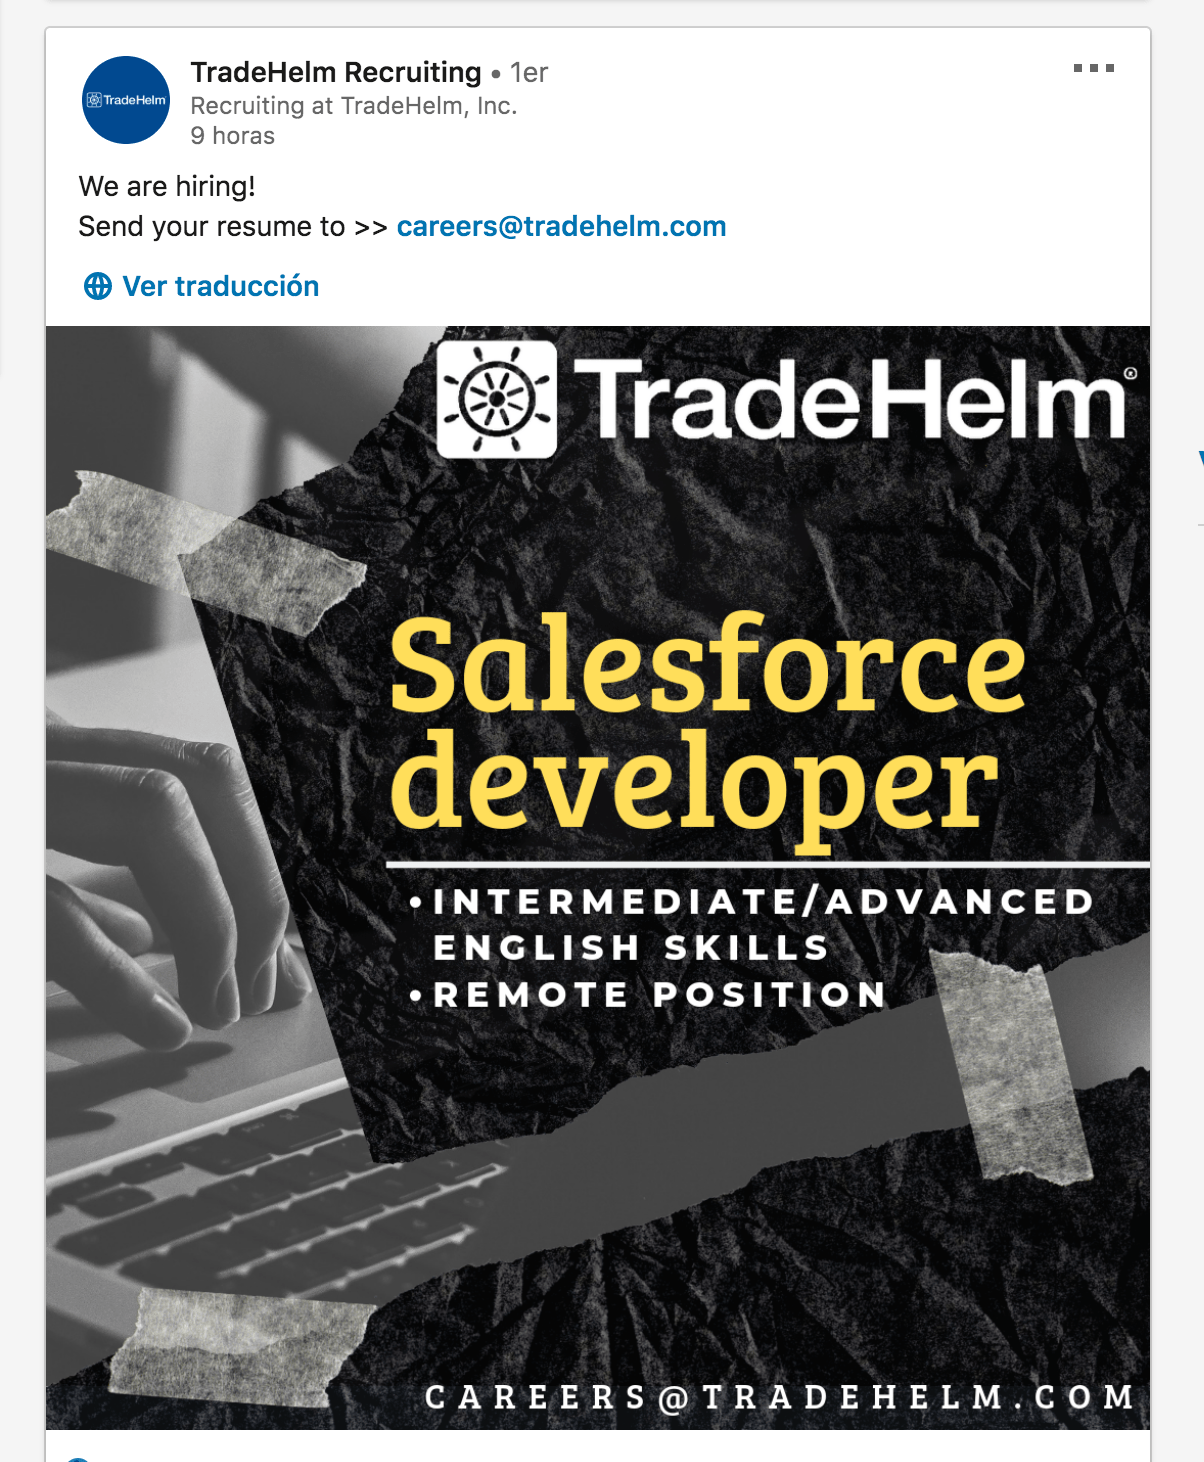 TradeHelm Recruiting • 1er
TradeHelm
Recruiting at TradeHelm, Inc.
9 horas
We are hiring!
Send your resume to >> careers@tradehelm.com
Ver traducción
TradeHelm®
Salesforce
developer
• INTERMEDIATE/ADVANCED
ENGLISH SKILLS
• REMOTE POSITION
CAREERS@TRADEHELM.COM